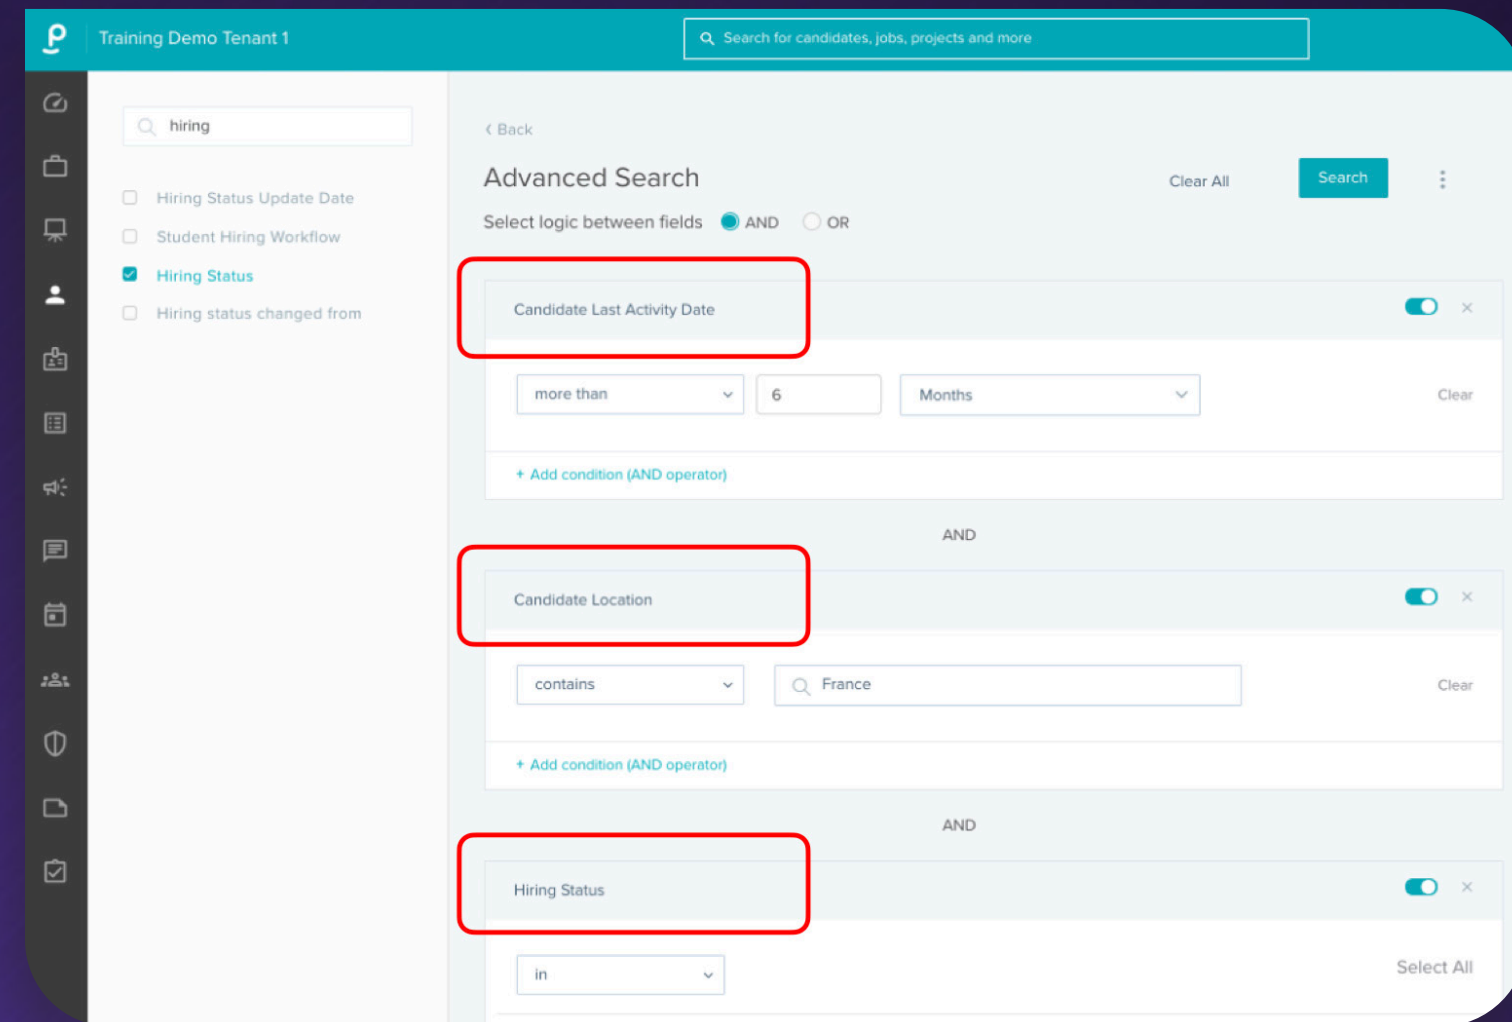 Training Demo Tenant 1
Search for candidates, jobs, projects and more
hiring
Hiring Status Update Date
Student Hiring Workflow
Hiring Status
Hiring status changed from
Back
Advanced Search
Clear All
Search
Select logic between fields
AND
OR
Candidate Last Activity Date
more than
6
Months
Clear
+ Add condition (AND operator)
AND
Candidate Location
contains
France
Clear
+ Add condition (AND operator)
AND
Hiring Status
in
Select All